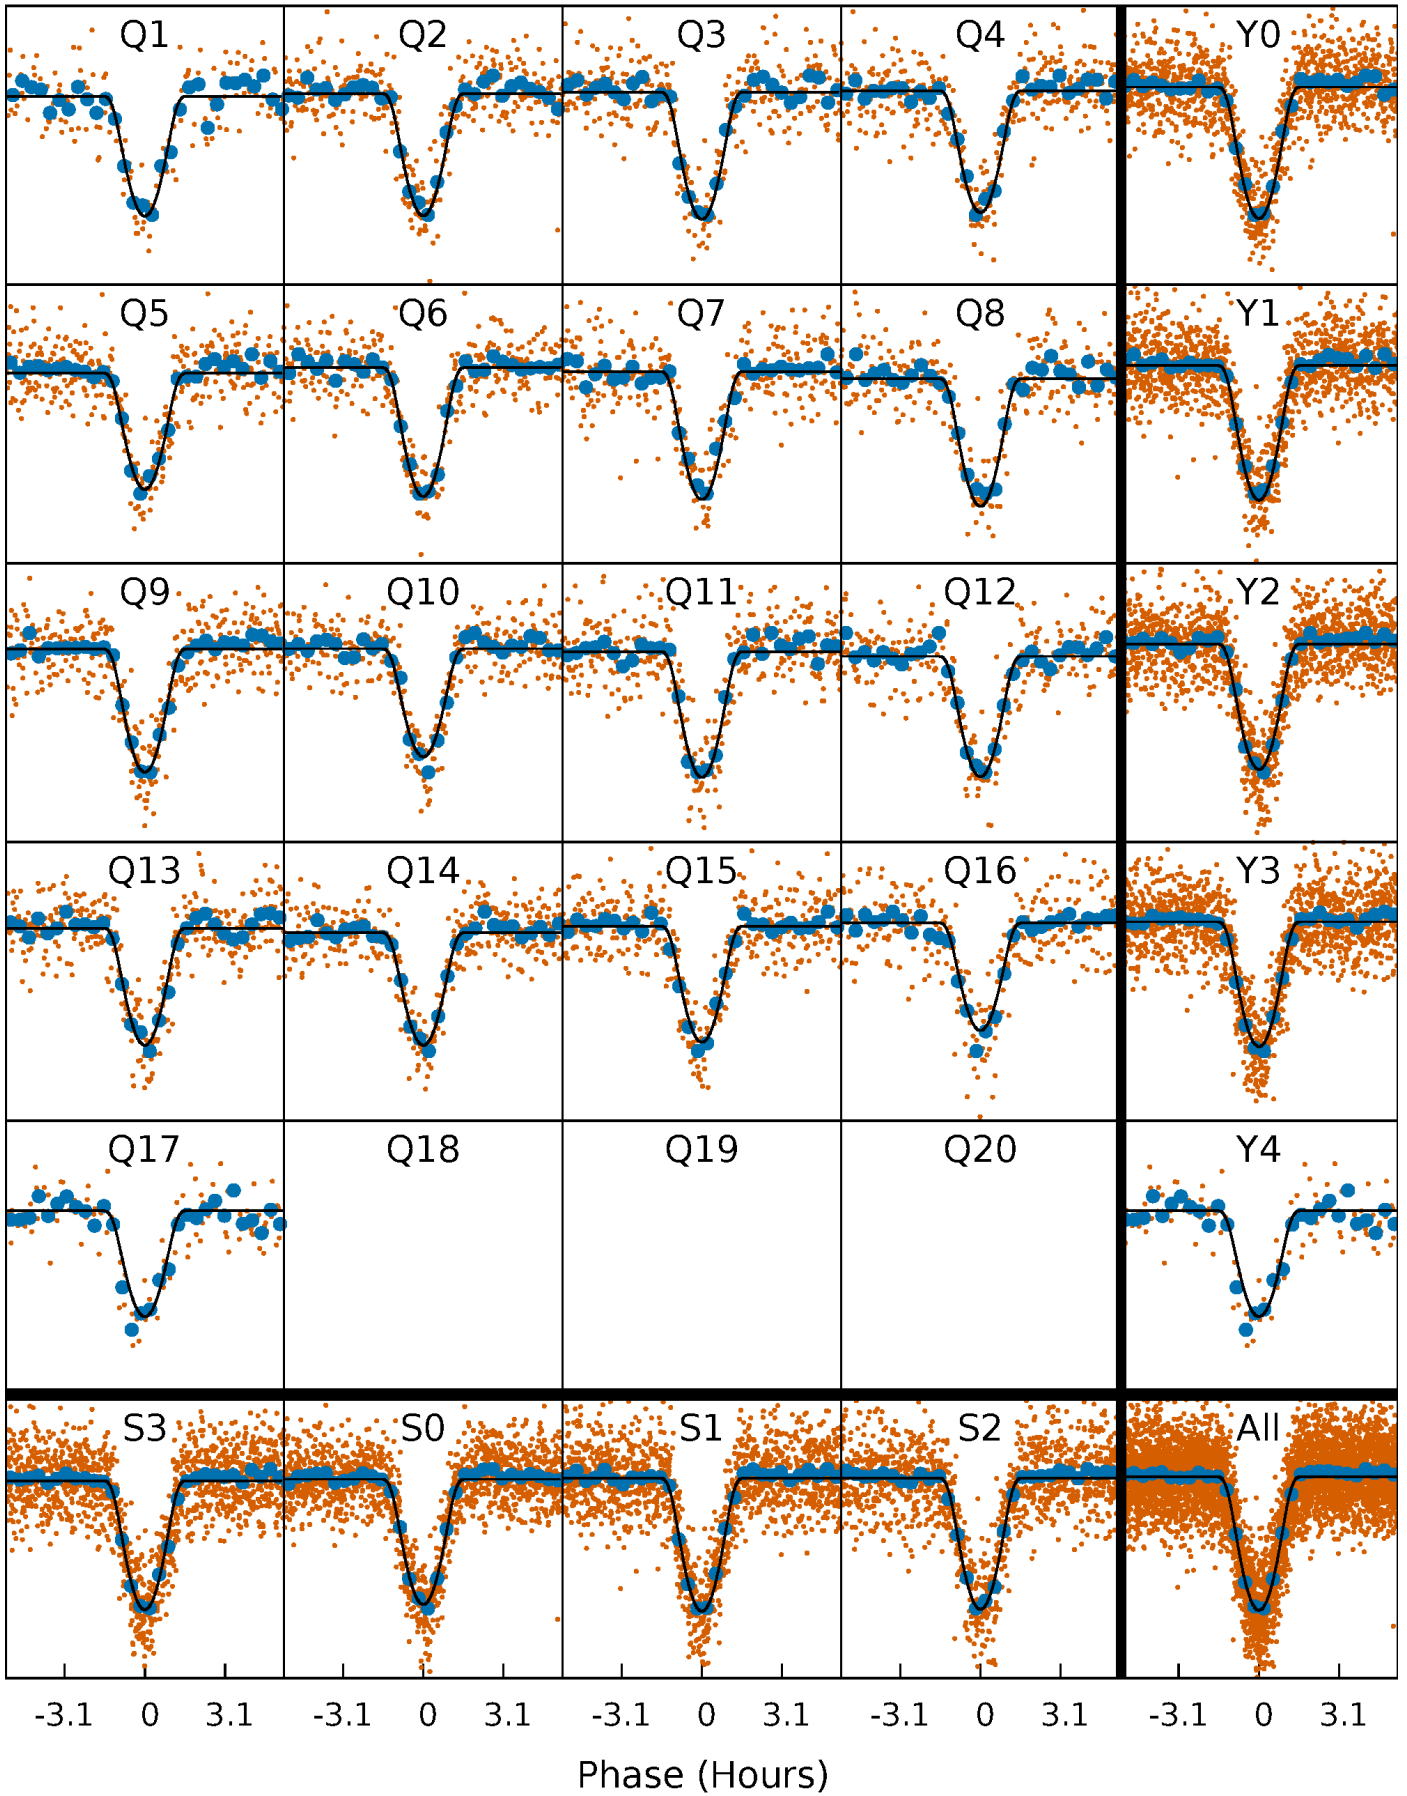 Q1 Q2 Q3 Q4 Y0
Q5 Q6 Q7 Q8 Y1
Q9 Q10 Q11 Q12 Y2
Q13 Q14 Q15 Q16 Y3
Q17 Q18 Q19 Q20 Y4
S3 S0 S1 S2 All
-3.1 0 3.1 -3.1 0 3.1 -3.1 0 3.1 -3.1 0 3.1 -3.1 0 3.1
Phase (Hours)